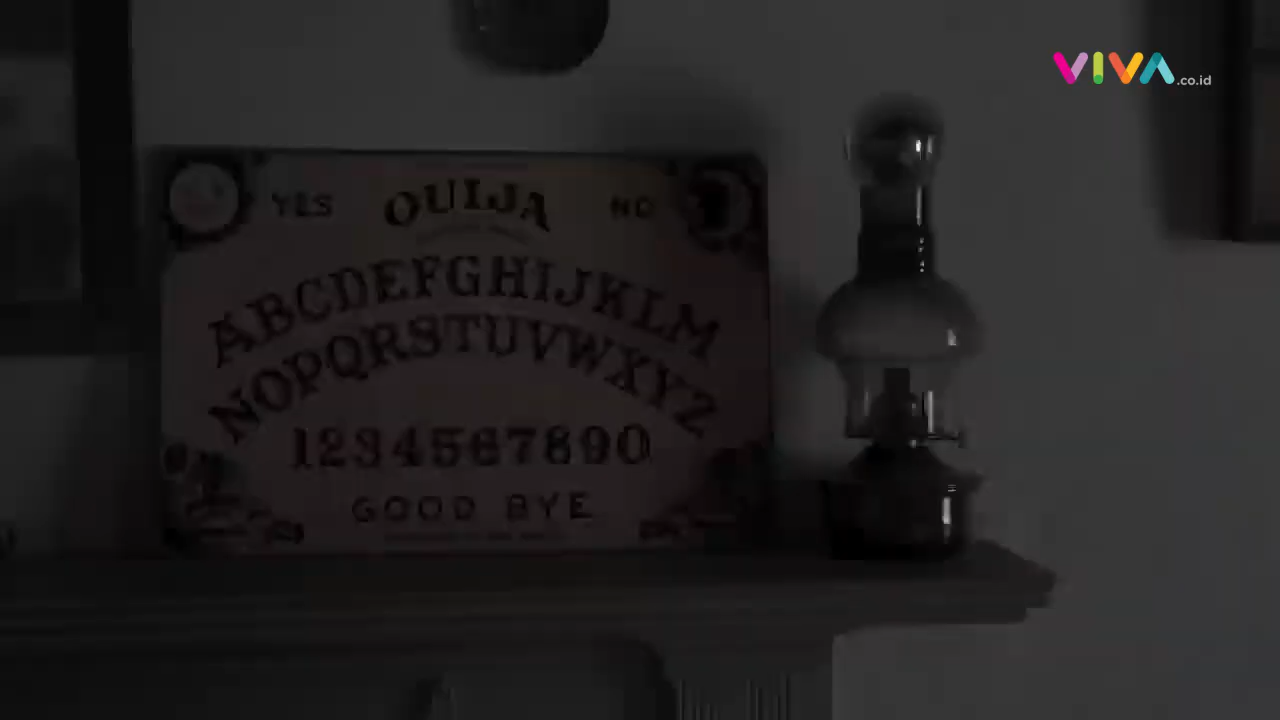 VIVA.co.id
YES OUIJA NO
ABCDEFGHIJKLM
NOPQRSTUVWXYZ
1234567890
GOOD BYE